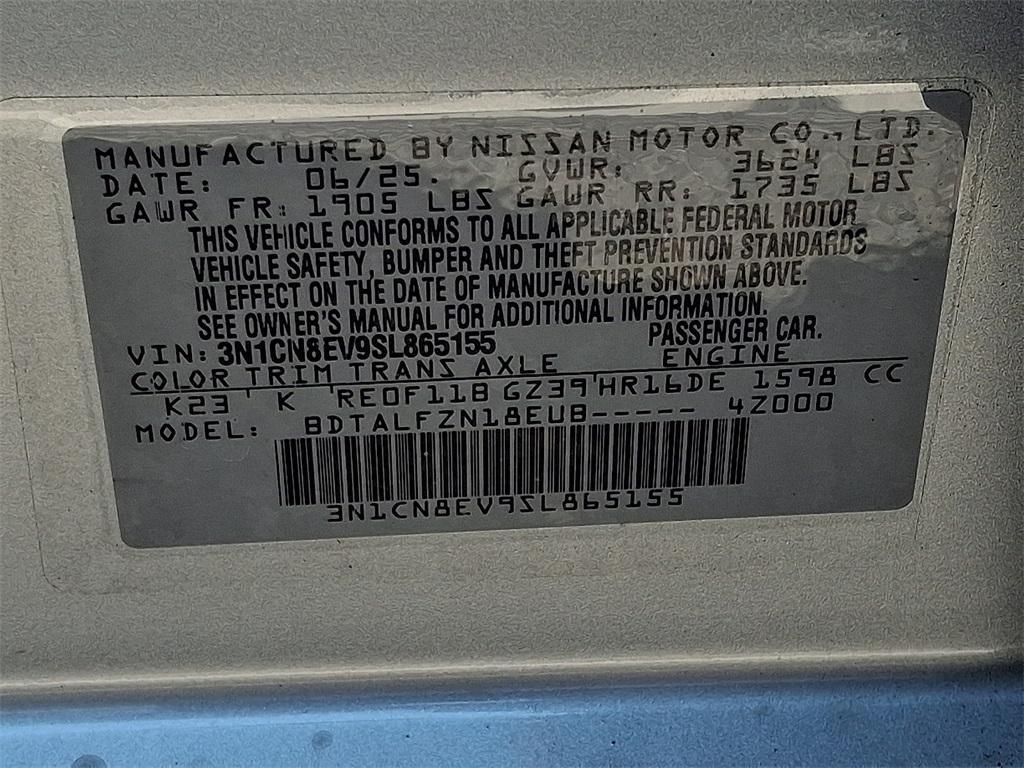 MANUFACTURED BY NISSAN MOTOR CO., LTD.
DATE: 06/25. GVWR: 3624 LBS
GAWR FR: 1905 LBS GAWR RR: 1735 LBS
THIS VEHICLE CONFORMS TO ALL APPLICABLE FEDERAL MOTOR
VEHICLE SAFETY, BUMPER AND THEFT PREVENTION STANDARDS
IN EFFECT ON THE DATE OF MANUFACTURE SHOWN ABOVE.
SEE OWNER'S MANUAL FOR ADDITIONAL INFORMATION.
VIN: 3N1CN8EV9SL865155 PASSENGER CAR.
COLOR TRIM TRANS AXLE ENGINE
K23 K RE0F11B GZ39 HR16DE 1598 CC
MODEL: BDTALFZN18EUB----- 4Z000
3N1CN8EV9SL865155